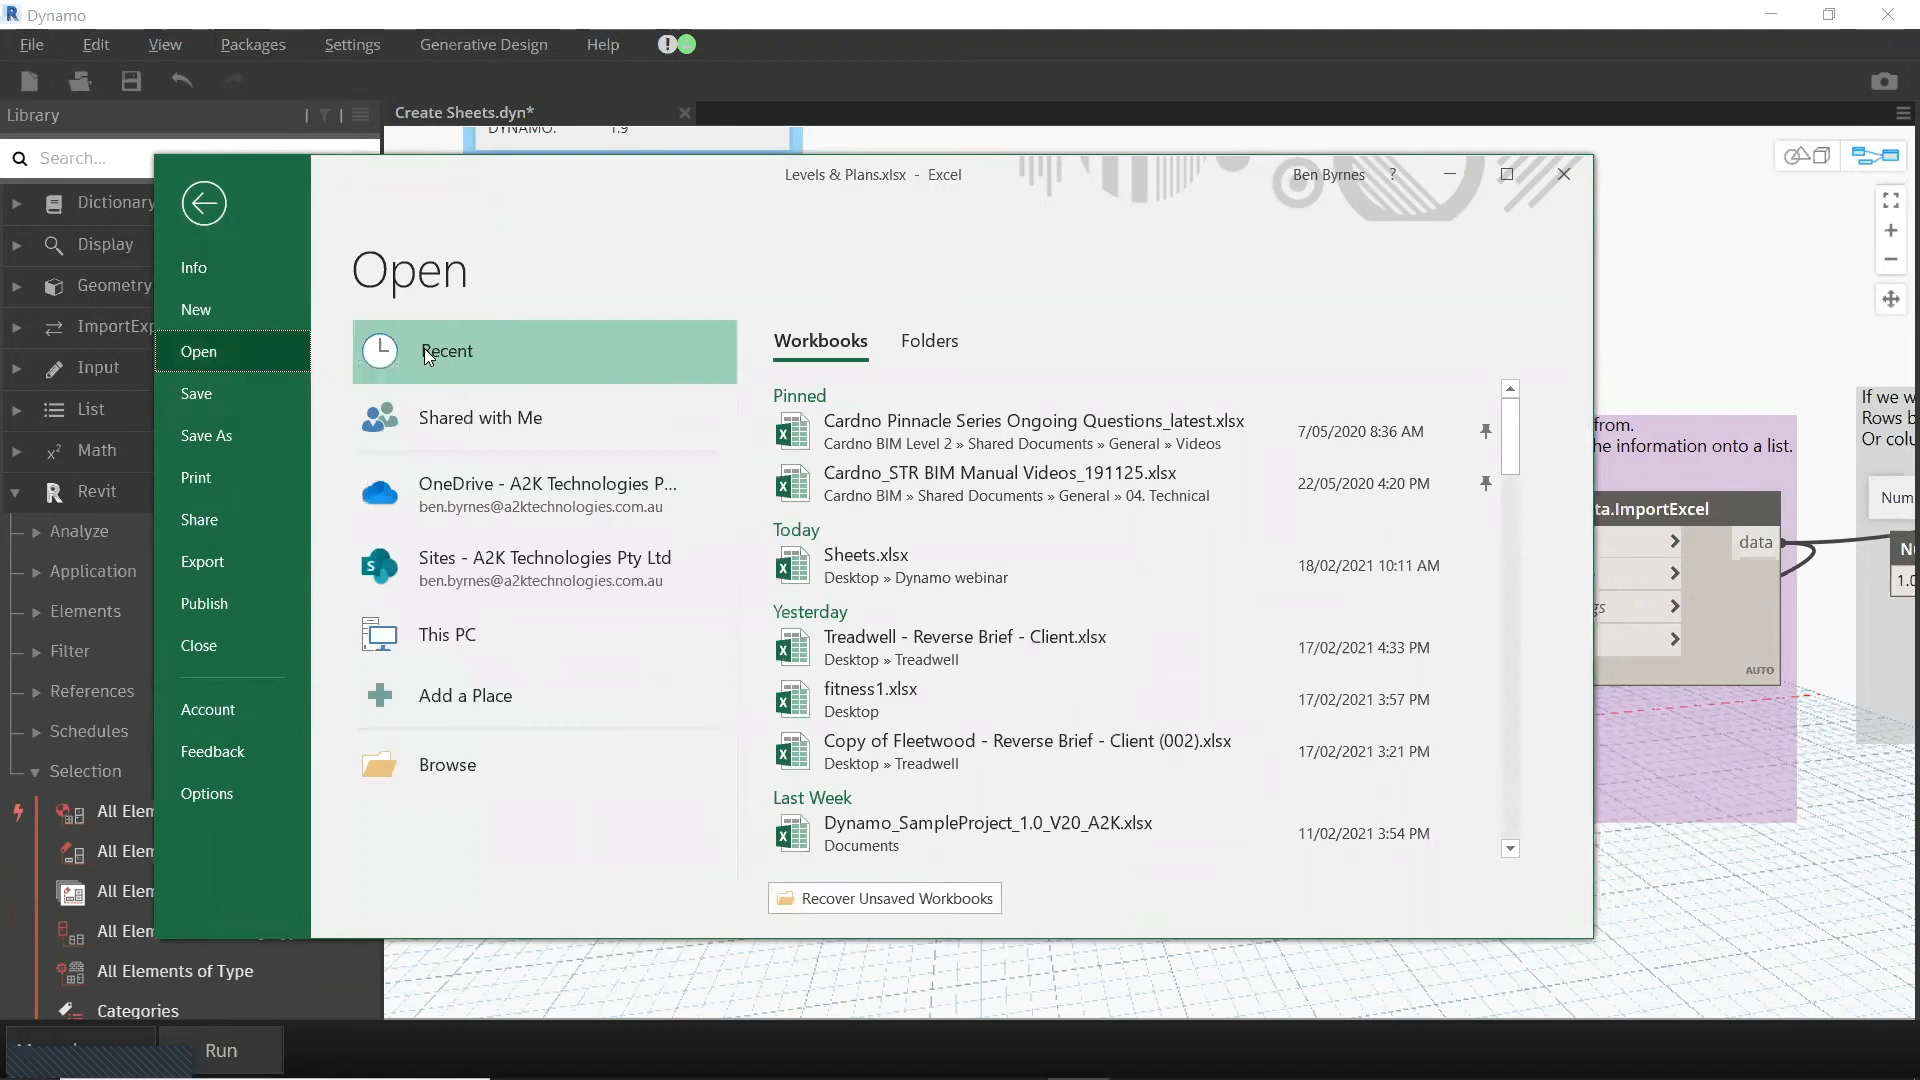 Dynamo
File Edit View Packages Settings Generative Design Help
Library
Create Sheets.dyn*
DYNAMO: 1.9
Search...
Dictionary
Display
Geometry
ImportExp
Input
List
Math
Revit
Analyze
Application
Elements
Filter
References
Schedules
Selection
All Elem
All Elem
All Elem
All Elem
All Elements of Type
Categories
Run
Levels & Plans.xlsx - Excel
Ben Byrnes ?
Info
New
Open
Save
Save As
Print
Share
Export
Publish
Close
Account
Feedback
Options
Open
Recent
Shared with Me
OneDrive - A2K Technologies P...
ben.byrnes@a2ktechnologies.com.au
Sites - A2K Technologies Pty Ltd
ben.byrnes@a2ktechnologies.com.au
This PC
Add a Place
Browse
Workbooks Folders
Pinned
Cardno Pinnacle Series Ongoing Questions_latest.xlsx
Cardno BIM Level 2 » Shared Documents » General » Videos
7/05/2020 8:36 AM
Cardno_STR BIM Manual Videos_191125.xlsx
Cardno BIM » Shared Documents » General » 04. Technical
22/05/2020 4:20 PM
Today
Sheets.xlsx
Desktop » Dynamo webinar
18/02/2021 10:11 AM
Yesterday
Treadwell - Reverse Brief - Client.xlsx
Desktop » Treadwell
17/02/2021 4:33 PM
fitness1.xlsx
Desktop
17/02/2021 3:57 PM
Copy of Fleetwood - Reverse Brief - Client (002).xlsx
Desktop » Treadwell
17/02/2021 3:21 PM
Last Week
Dynamo_SampleProject_1.0_V20_A2K.xlsx
Documents
11/02/2021 3:54 PM
Recover Unsaved Workbooks
from.
he information onto a list.
ta.ImportExcel
data
gs
AUTO
If we w
Rows b
Or colu
Num
1.0